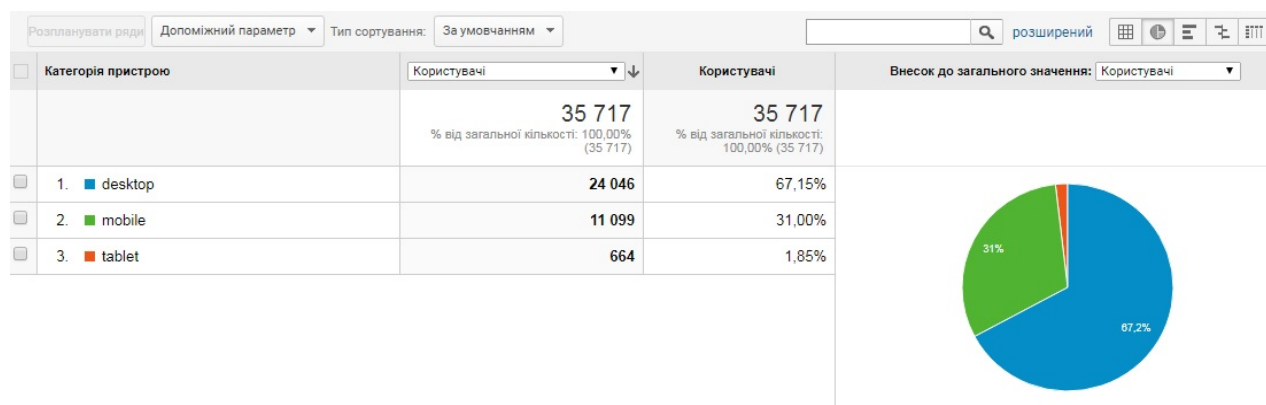 Розпланувати ряди Допоміжний параметр Тип сортування: За умовчанням розширений
Категорія пристрою Користувачі Користувачі Внесок до загального значення: Користувачі
35 717 35 717
% від загальної кількості: 100,00% (35 717) % від загальної кількості: 100,00% (35 717)
1. desktop 24 046 67,15%
2. mobile 11 099 31,00%
3. tablet 664 1,85%
31%
67,2%